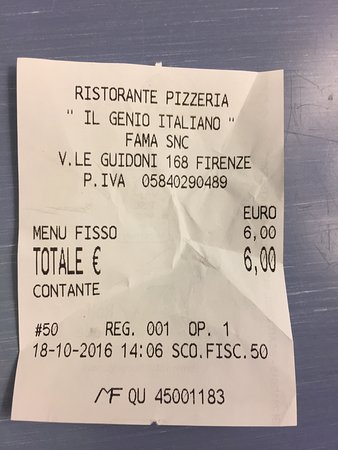 RISTORANTE PIZZERIA
" IL GENIO ITALIANO "
FAMA SNC
V.LE GUIDONI 168 FIRENZE
P.IVA 05840290489
EURO
MENU FISSO 6,00
TOTALE € 6,00
CONTANTE
#50 REG. 001 OP. 1
18-10-2016 14:06 SCO.FISC.50
MF QU 45001183